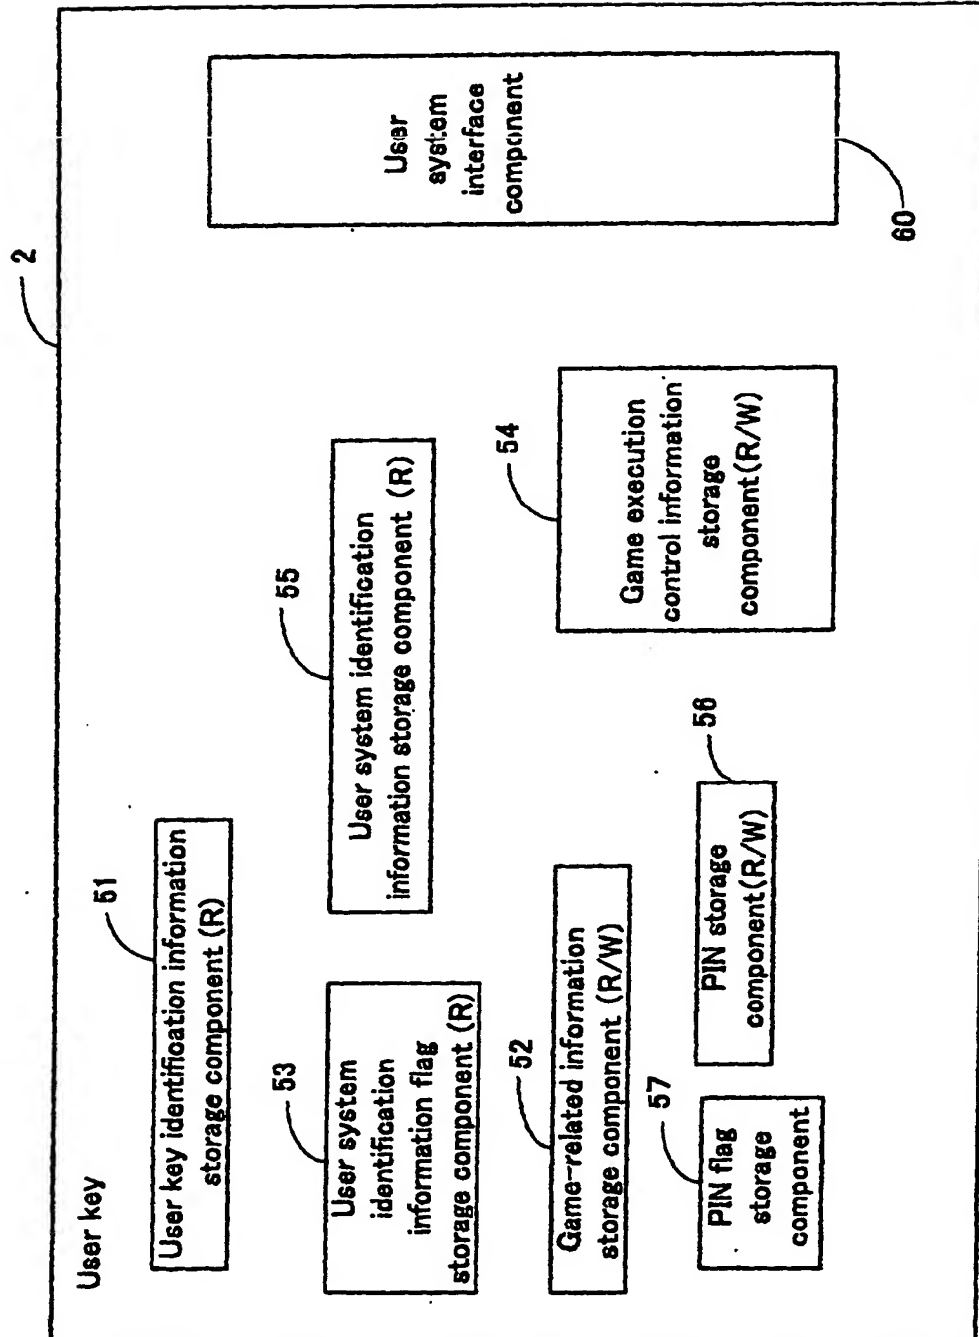 User key
2
51
User key identification information
storage component (R)
53
User system
identification
information flag
storage component (R)
55
User system identification
information storage component (R)
52
Game-related information
storage component (R/W)
54
Game execution
control information
storage
component(R/W)
57
PIN flag
storage
component
56
PIN storage
component(R/W)
User
system
interface
component
60